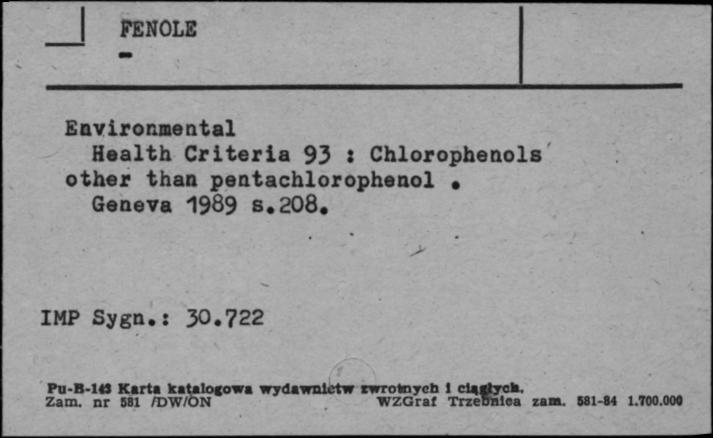 FENOLE
-
Environmental
Health Criteria 93 : Chlorophenols
other than pentachlorophenol .
Geneva 1989 s.208.
IMP Sygn.: 30.722
Pu-B-143 Karta katalogowa wydawnictw zwrotnych i ciągłych.
Zam. nr 581 /DW/ON WZGraf Trzebnica zam. 581-84 1.700.000